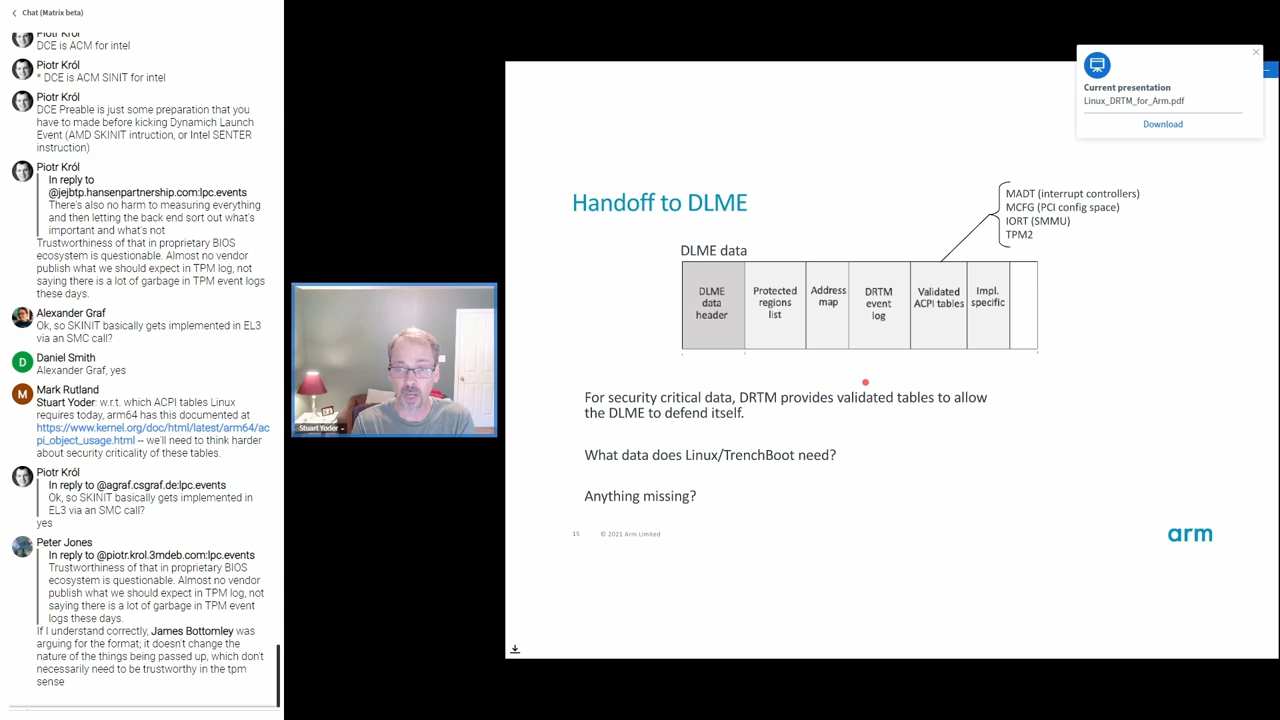 Chat (Matrix beta)
Piotr Król
DCE is ACM for intel
Piotr Król
* DCE is ACM SINIT for intel
Piotr Król
DCE Preable is just some preparation that you
have to made before kicking Dynamich Launch
Event (AMD SKINIT intruction, or Intel SENTER
instruction)
Piotr Król
In reply to
@jejbtp.hansenpartnership.com:lpc.events
There's also no harm to measuring everything
and then letting the back end sort out what's
important and what's not
Trustworthiness of that in proprietary BIOS
ecosystem is questionable. Almost no vendor
publish what we should expect in TPM log, not
saying there is a lot of garbage in TPM event logs
these days.
Alexander Graf
Ok, so SKINIT basically gets implemented in EL3
via an SMC call?
D
Daniel Smith
Alexander Graf, yes
M
Mark Rutland
Stuart Yoder: w.r.t. which ACPI tables Linux
requires today, arm64 has this documented at
https://www.kernel.org/doc/html/latest/arm64/ac
pi_object_usage.html -- we'll need to think harder
about security criticality of these tables.
Piotr Król
In reply to @agraf.csgraf.de:lpc.events
Ok, so SKINIT basically gets implemented in
EL3 via an SMC call?
yes
Peter Jones
In reply to @piotr.krol.3mdeb.com:lpc.events
Trustworthiness of that in proprietary BIOS
ecosystem is questionable. Almost no vendor
publish what we should expect in TPM log, not
saying there is a lot of garbage in TPM event
logs these days.
If I understand correctly, James Bottomley was
arguing for the format; it doesn't change the
nature of the things being passed up, which don't
necessarily need to be trustworthy in the tpm
sense
Stuart Yoder
Current presentation
Linux_DRTM_for_Arm.pdf
Download
Handoff to DLME
MADT (interrupt controllers)
MCFG (PCI config space)
IORT (SMMU)
TPM2
DLME data
DLME
data
header
Protected
regions
list
Address
map
DRTM
event
log
Validated
ACPI tables
Impl.
specific
For security critical data, DRTM provides validated tables to allow
the DLME to defend itself.
What data does Linux/TrenchBoot need?
Anything missing?
15
© 2021 Arm Limited
arm